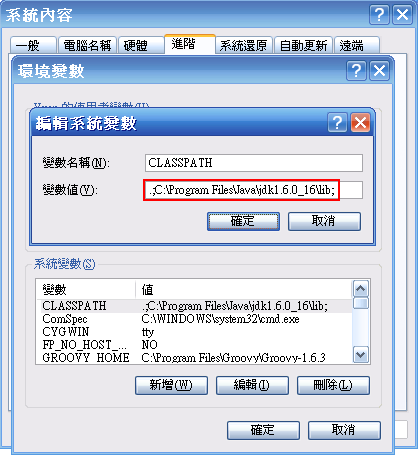 系統內容
一般 電腦名稱 硬體 進階 系統還原 自動更新 遠端
環境變數
的使用者變數(U)
編輯系統變數
變數名稱(N): CLASSPATH
變數值(V): .;C:\Program Files\Java\jdk1.6.0_16\lib;
確定 取消
系統變數(S)
變數 值
CLASSPATH .;C:\Program Files\Java\jdk1.6.0_16\lib;
ComSpec C:\WINDOWS\system32\cmd.exe
CYGWIN tty
FP_NO_HOST_... NO
GROOVY_HOME C:\Program Files\Groovy\Groovy-1.6.3
新增(W) 編輯(I) 刪除(L)
確定 取消